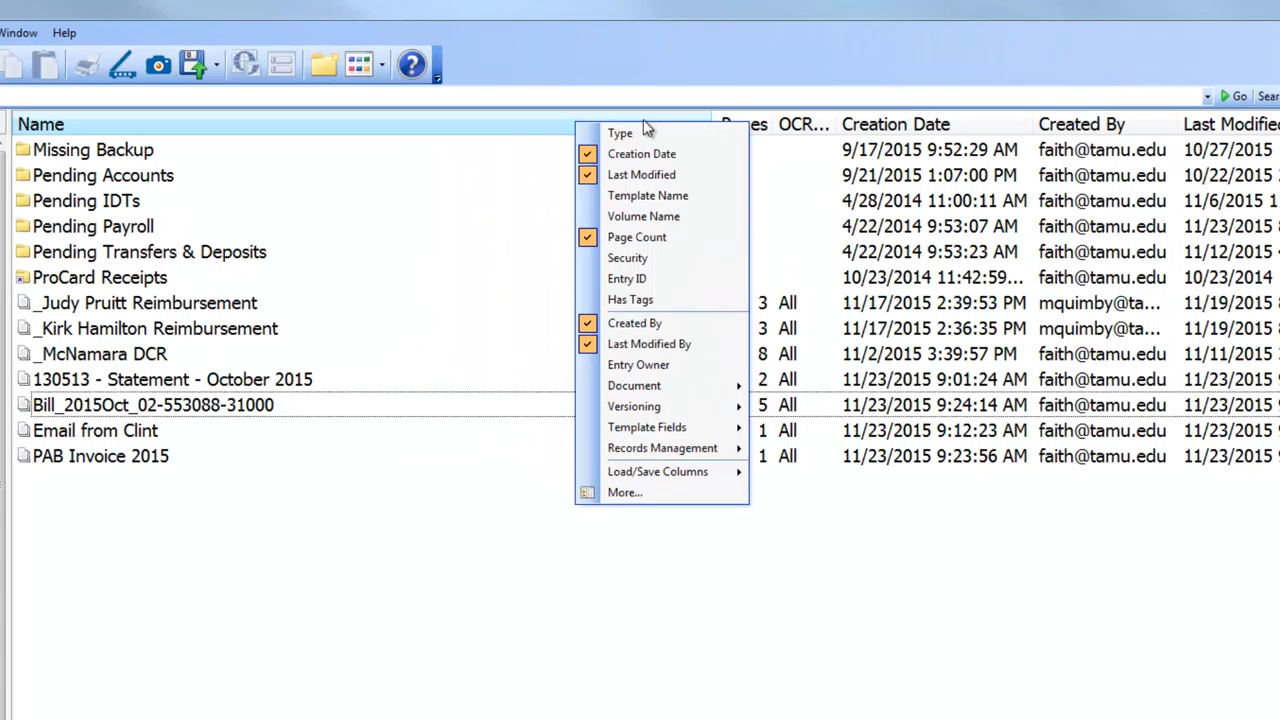 Window Help
Go Sear
Name es OCR... Creation Date Created By Last Modified
Missing Backup 9/17/2015 9:52:29 AM faith@tamu.edu 10/27/2015
Pending Accounts 9/21/2015 1:07:00 PM faith@tamu.edu 10/22/2015
Pending IDTs 4/28/2014 11:00:11 AM faith@tamu.edu 11/6/2015 1
Pending Payroll 4/22/2014 9:53:07 AM faith@tamu.edu 11/23/2015
Pending Transfers & Deposits 4/22/2014 9:53:23 AM faith@tamu.edu 11/12/2015
ProCard Receipts 10/23/2014 11:42:59... faith@tamu.edu 10/23/2014
_Judy Pruitt Reimbursement 3 All 11/17/2015 2:39:53 PM mquimby@ta... 11/19/2015
_Kirk Hamilton Reimbursement 3 All 11/17/2015 2:36:35 PM mquimby@ta... 11/19/2015
_McNamara DCR 8 All 11/2/2015 3:39:57 PM faith@tamu.edu 11/11/2015
130513 - Statement - October 2015 2 All 11/23/2015 9:01:24 AM faith@tamu.edu 11/23/2015
Bill_2015Oct_02-553088-31000 5 All 11/23/2015 9:24:14 AM faith@tamu.edu 11/23/2015
Email from Clint 1 All 11/23/2015 9:12:23 AM faith@tamu.edu 11/23/2015
PAB Invoice 2015 1 All 11/23/2015 9:23:56 AM faith@tamu.edu 11/23/2015
Type
Creation Date
Last Modified
Template Name
Volume Name
Page Count
Security
Entry ID
Has Tags
Created By
Last Modified By
Entry Owner
Document
Versioning
Template Fields
Records Management
Load/Save Columns
More...